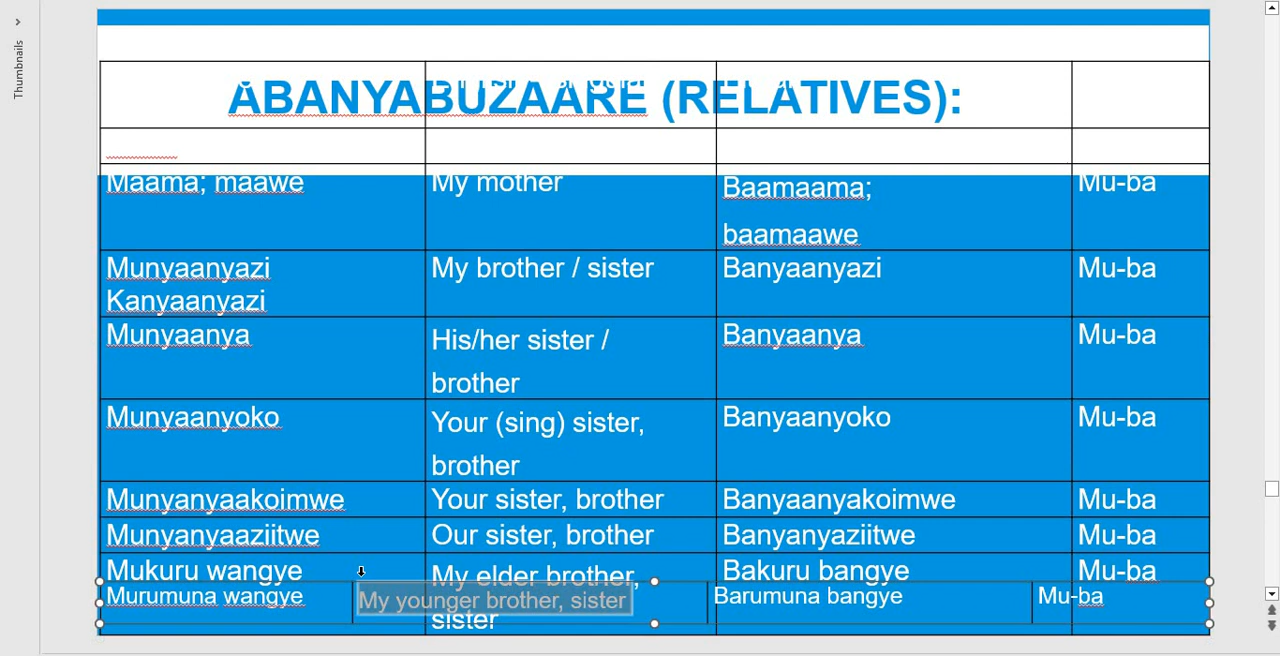 Thumbnails
ABANYABUZAARE (RELATIVES):
Maama; maawe
My mother
Baamaama;
baamaawe
Mu-ba
Munyaanyazi
Kanyaanyazi
My brother / sister
Banyaanyazi
Mu-ba
Munyaanya
His/her sister /
brother
Banyaanya
Mu-ba
Munyaanyoko
Your (sing) sister,
brother
Banyaanyoko
Mu-ba
Munyanyaakoimwe
Your sister, brother
Banyaanyakoimwe
Mu-ba
Munyanyaaziitwe
Our sister, brother
Banyanyaziitwe
Mu-ba
Mukuru wangye
My elder brother,
sister
Bakuru bangye
Mu-ba
Murumuna wangye
My younger brother, sister
Barumuna bangye
Mu-ba